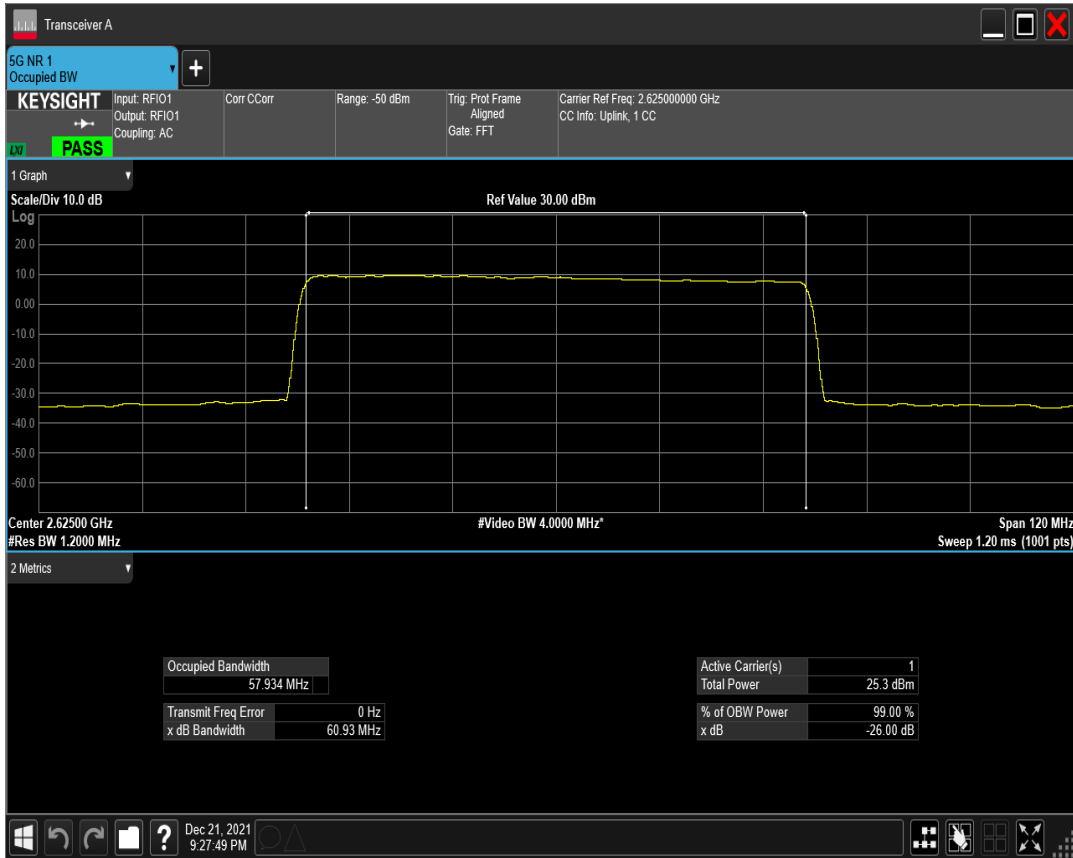 Transceiver A
5G NR 1
Occupied BW
KEYSIGHT
LXI
PASS
Input: RFIO1
Output: RFIO1
Coupling: AC
Corr CCorr
Range: -50 dBm
Trig: Prot Frame
Aligned
Gate: FFT
Carrier Ref Freq: 2.625000000 GHz
CC Info: Uplink, 1 CC
1 Graph
Scale/Div 10.0 dB
Ref Value 30.00 dBm
Log
20.0
10.0
0.00
-10.0
-20.0
-30.0
-40.0
-50.0
-60.0
Center 2.62500 GHz
#Video BW 4.0000 MHz*
Span 120 MHz
#Res BW 1.2000 MHz
Sweep 1.20 ms (1001 pts)
2 Metrics
Occupied Bandwidth
57.934 MHz
Transmit Freq Error 0 Hz
x dB Bandwidth 60.93 MHz
Active Carrier(s) 1
Total Power 25.3 dBm
% of OBW Power 99.00 %
x dB -26.00 dB
?
Dec 21, 2021
9:27:49 PM